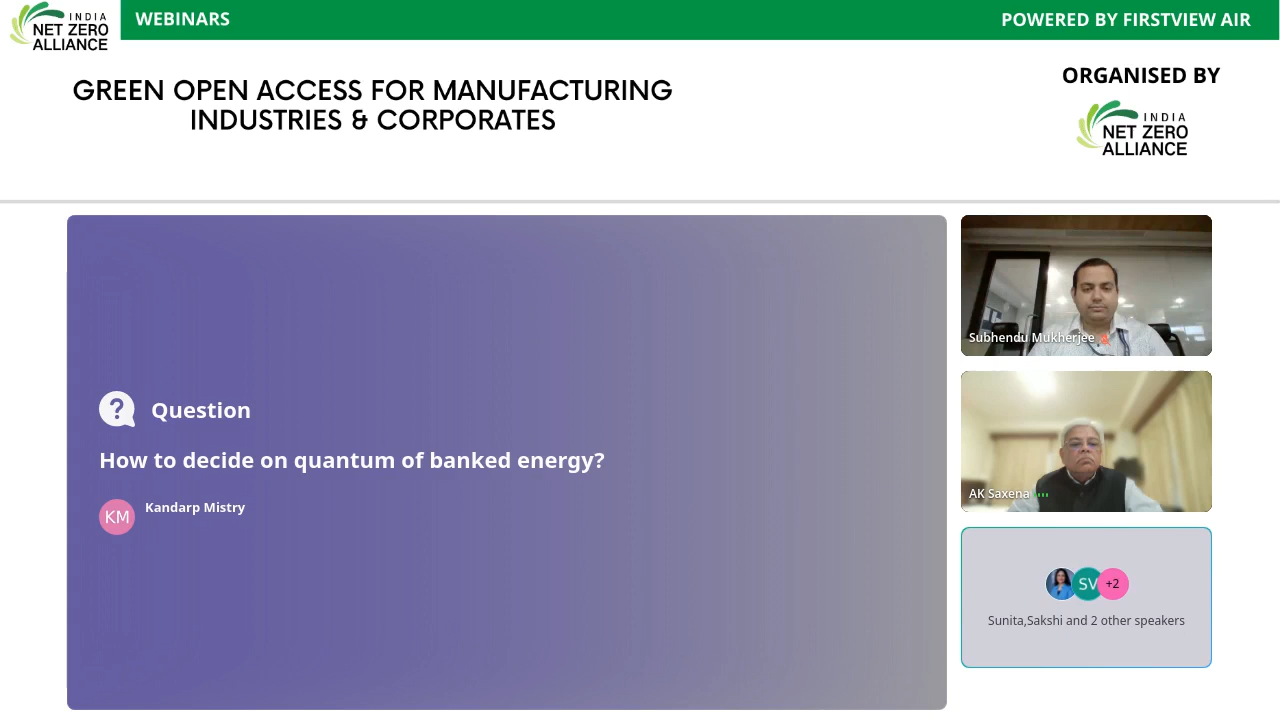 INDIA
NET ZERO
ALLIANCE
WEBINARS
POWERED BY FIRSTVIEW AIR
GREEN OPEN ACCESS FOR MANUFACTURING
INDUSTRIES & CORPORATES
ORGANISED BY
INDIA
NET ZERO
ALLIANCE
?
Question
How to decide on quantum of banked energy?
KM
Kandarp Mistry
Subhendu Mukherjee
AK Saxena
SV
+2
Sunita,Sakshi and 2 other speakers